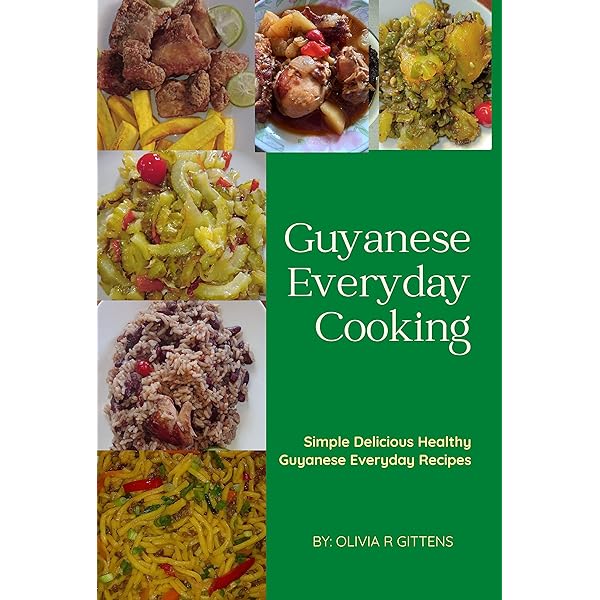 Guyanese
Everyday
Cooking
Simple Delicious Healthy
Guyanese Everyday Recipes
BY: OLIVIA R GITTENS